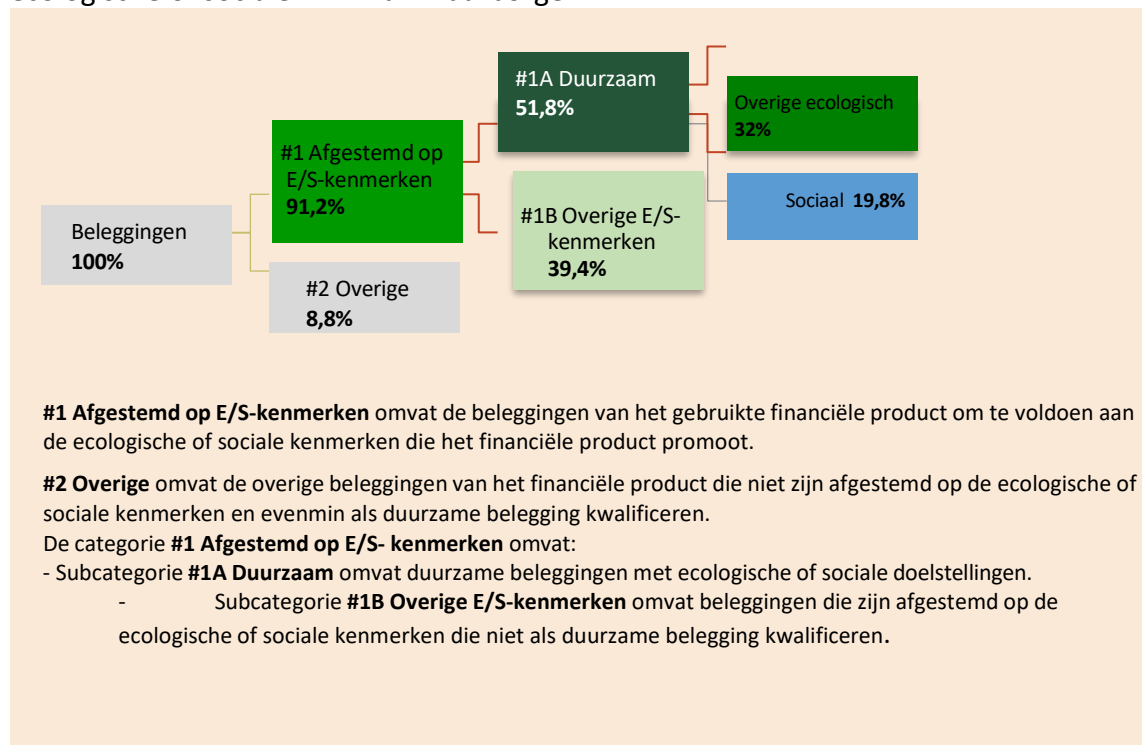 #1A Duurzaam
51,8%
Overige ecologisch
32%
#1 Afgestemd op
E/S-kenmerken
91,2%
Sociaal 19,8%
#1B Overige E/S-
kenmerken
39,4%
Beleggingen
100%
#2 Overige
8,8%
#1 Afgestemd op E/S-kenmerken omvat de beleggingen van het gebruikte financiële product om te voldoen aan
de ecologische of sociale kenmerken die het financiële product promoot.
#2 Overige omvat de overige beleggingen van het financiële product die niet zijn afgestemd op de ecologische of
sociale kenmerken en evenmin als duurzame belegging kwalificeren.
De categorie #1 Afgestemd op E/S- kenmerken omvat:
- Subcategorie #1A Duurzaam omvat duurzame beleggingen met ecologische of sociale doelstellingen.
- Subcategorie #1B Overige E/S-kenmerken omvat beleggingen die zijn afgestemd op de
ecologische of sociale kenmerken die niet als duurzame belegging kwalificeren.